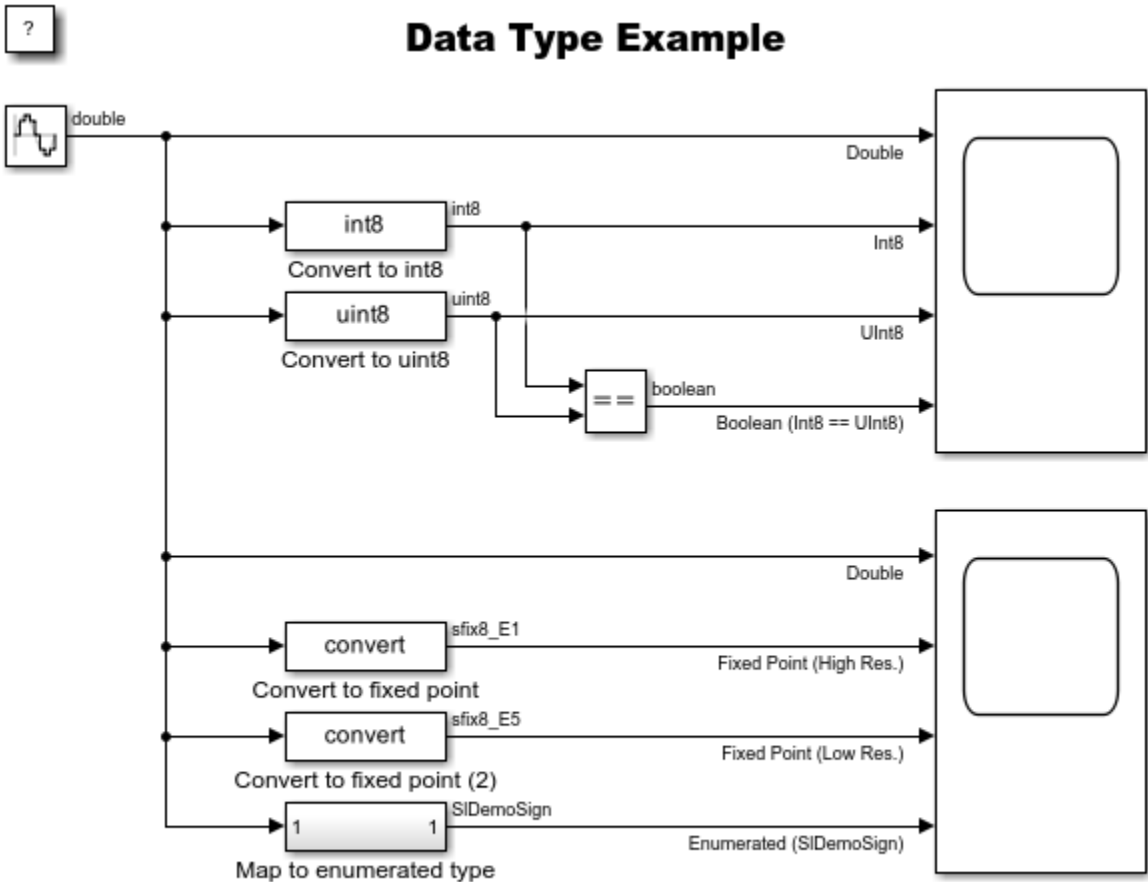 ?
Data Type Example
double
Double
int8
int8
Int8
Convert to int8
uint8
uint8
UInt8
Convert to uint8
==
boolean
Boolean (Int8 == UInt8)
Double
convert
sfix8_E1
Fixed Point (High Res.)
Convert to fixed point
convert
sfix8_E5
Fixed Point (Low Res.)
Convert to fixed point (2)
1
1
SlDemoSign
Enumerated (SlDemoSign)
Map to enumerated type